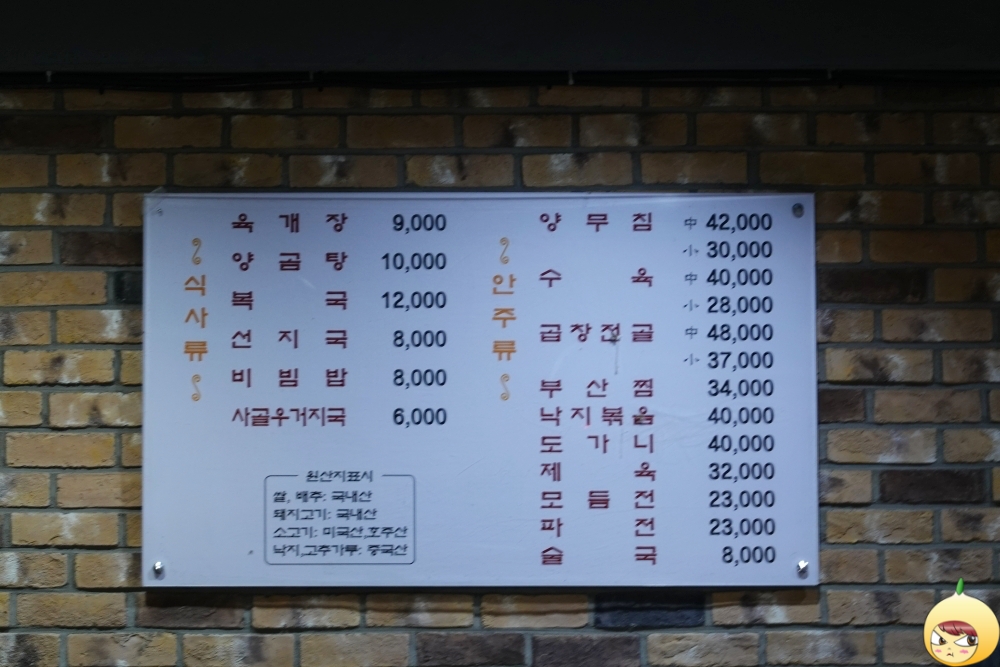 식사류
육개장 9,000
양곰탕 10,000
복국 12,000
선지국 8,000
비빔밥 8,000
사골우거지국 6,000
원산지표시
쌀, 배추: 국내산
돼지고기: 국내산
소고기: 미국산,호주산
낙지,고추가루: 중국산
안주류
양무침 中 42,000
小 30,000
수육 中 40,000
小 28,000
곱창전골 中 48,000
小 37,000
부산찜 34,000
낙지볶음 40,000
도가니 40,000
제육 32,000
모듬전 23,000
파전 23,000
술국 8,000